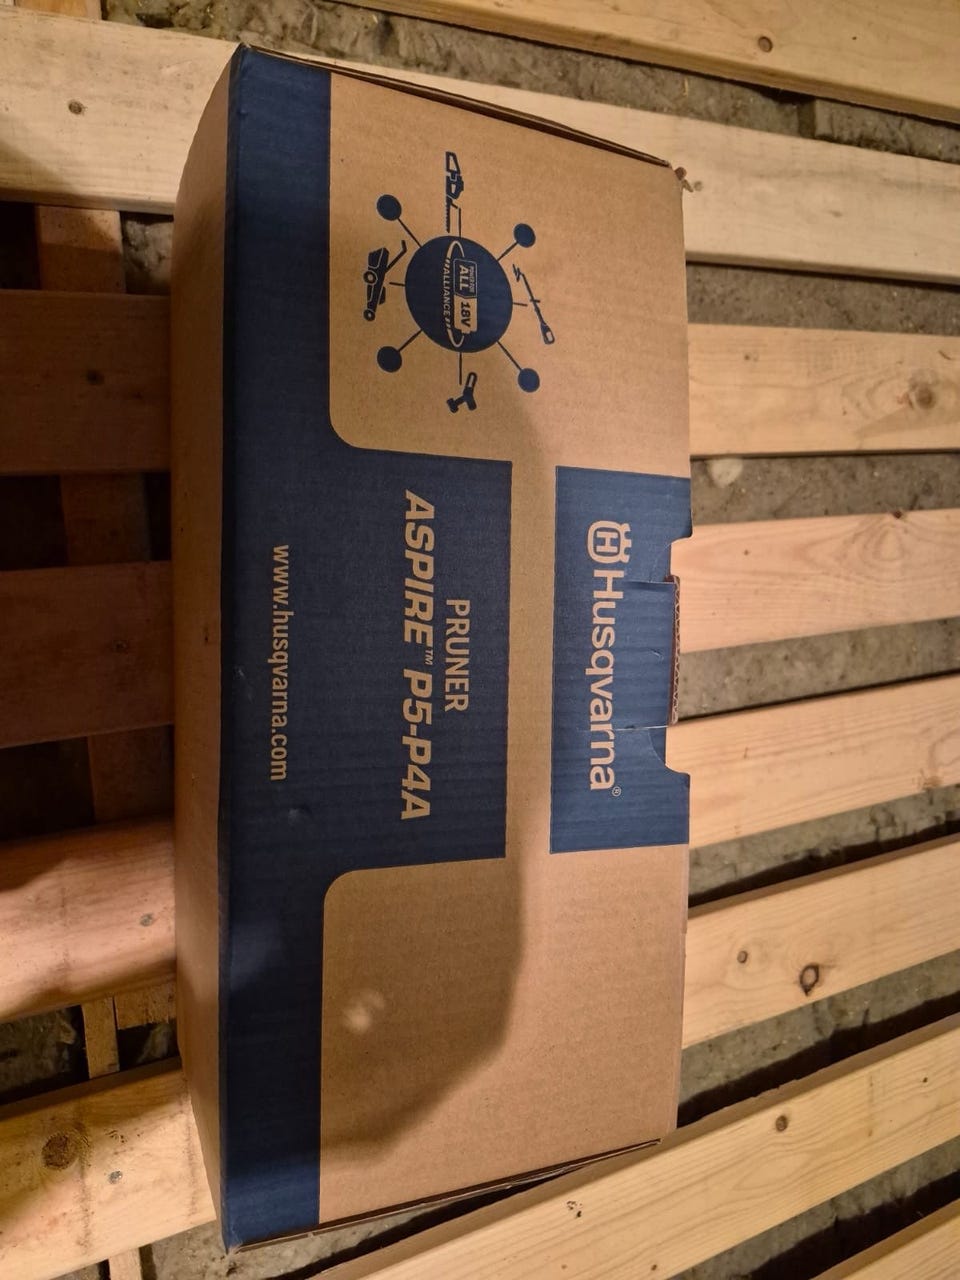 Husqvarna®
PRUNER
ASPIRE™ P5-P4A
www.husqvarna.com
POWER FOR
ALL 18V
ALLIANCE